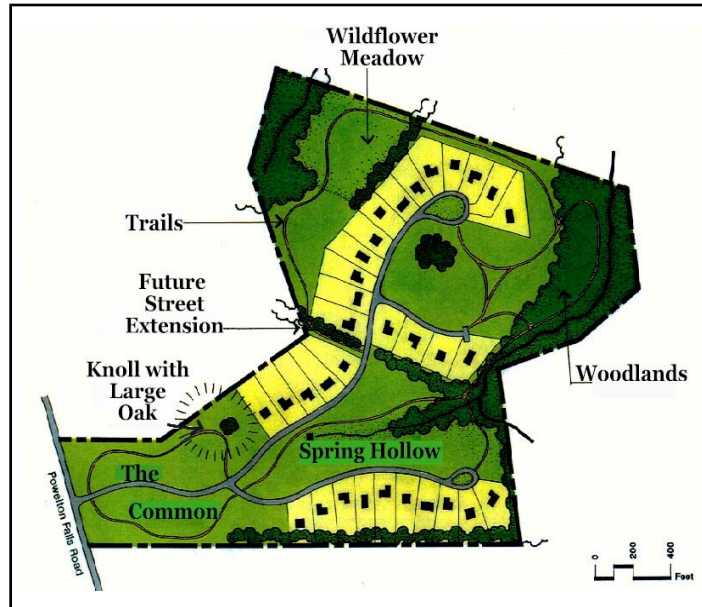 Wildflower
Meadow
Trails
Future
Street
Extension
Knoll with
Large
Oak
Woodlands
Spring Hollow
The
Common
Powelton Falls Road
0 200 400
Feet